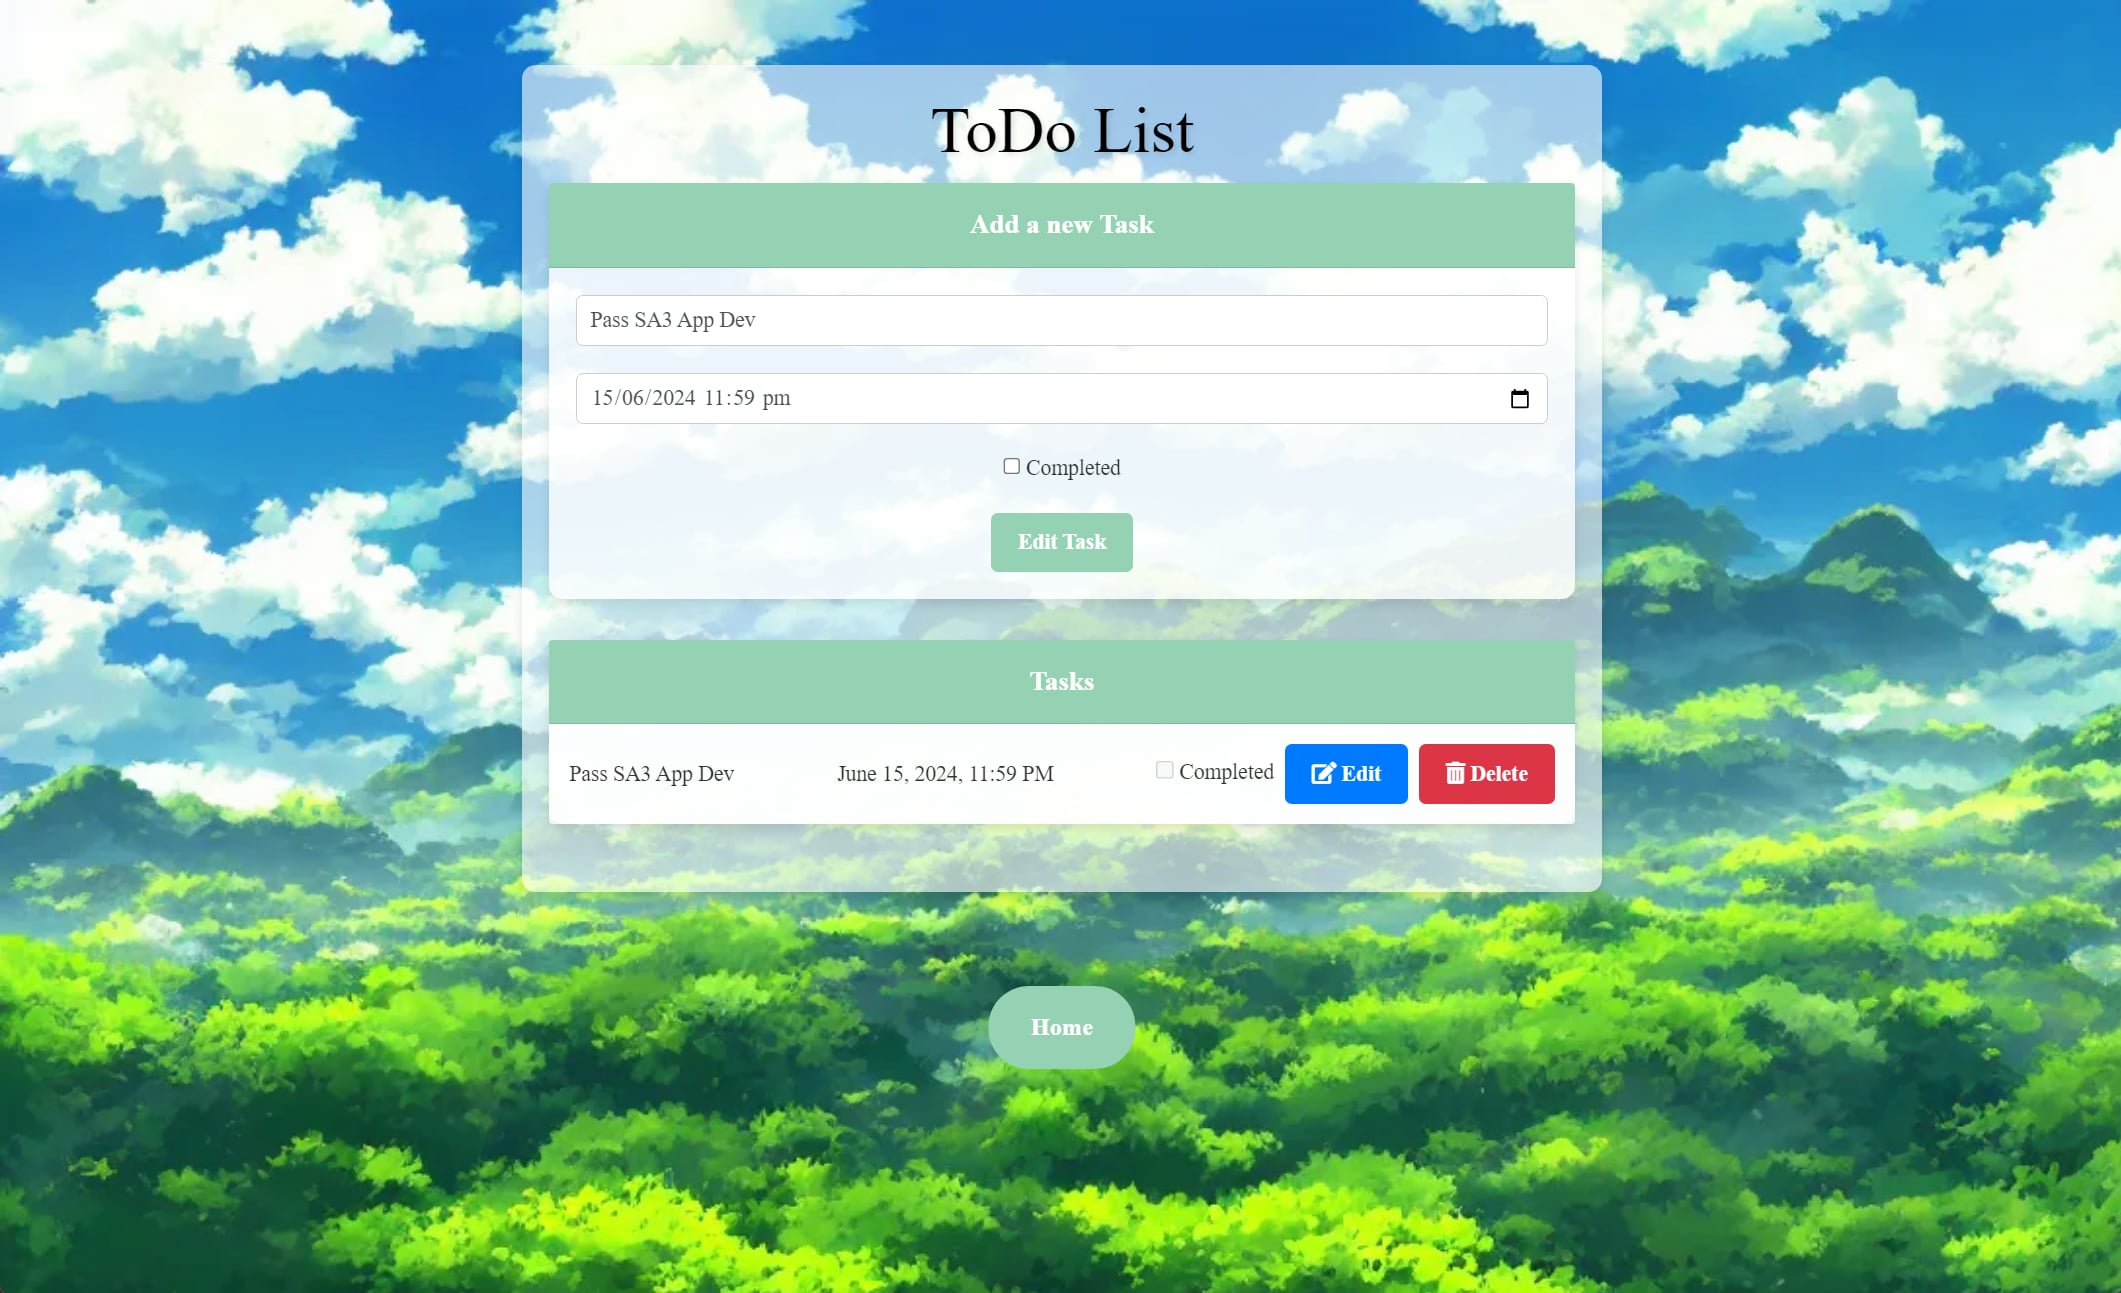 ToDo List
Add a new Task
Pass SA3 App Dev
15/06/2024 11:59 pm
Completed
Edit Task
Tasks
Pass SA3 App Dev June 15, 2024, 11:59 PM Completed Edit Delete
Home